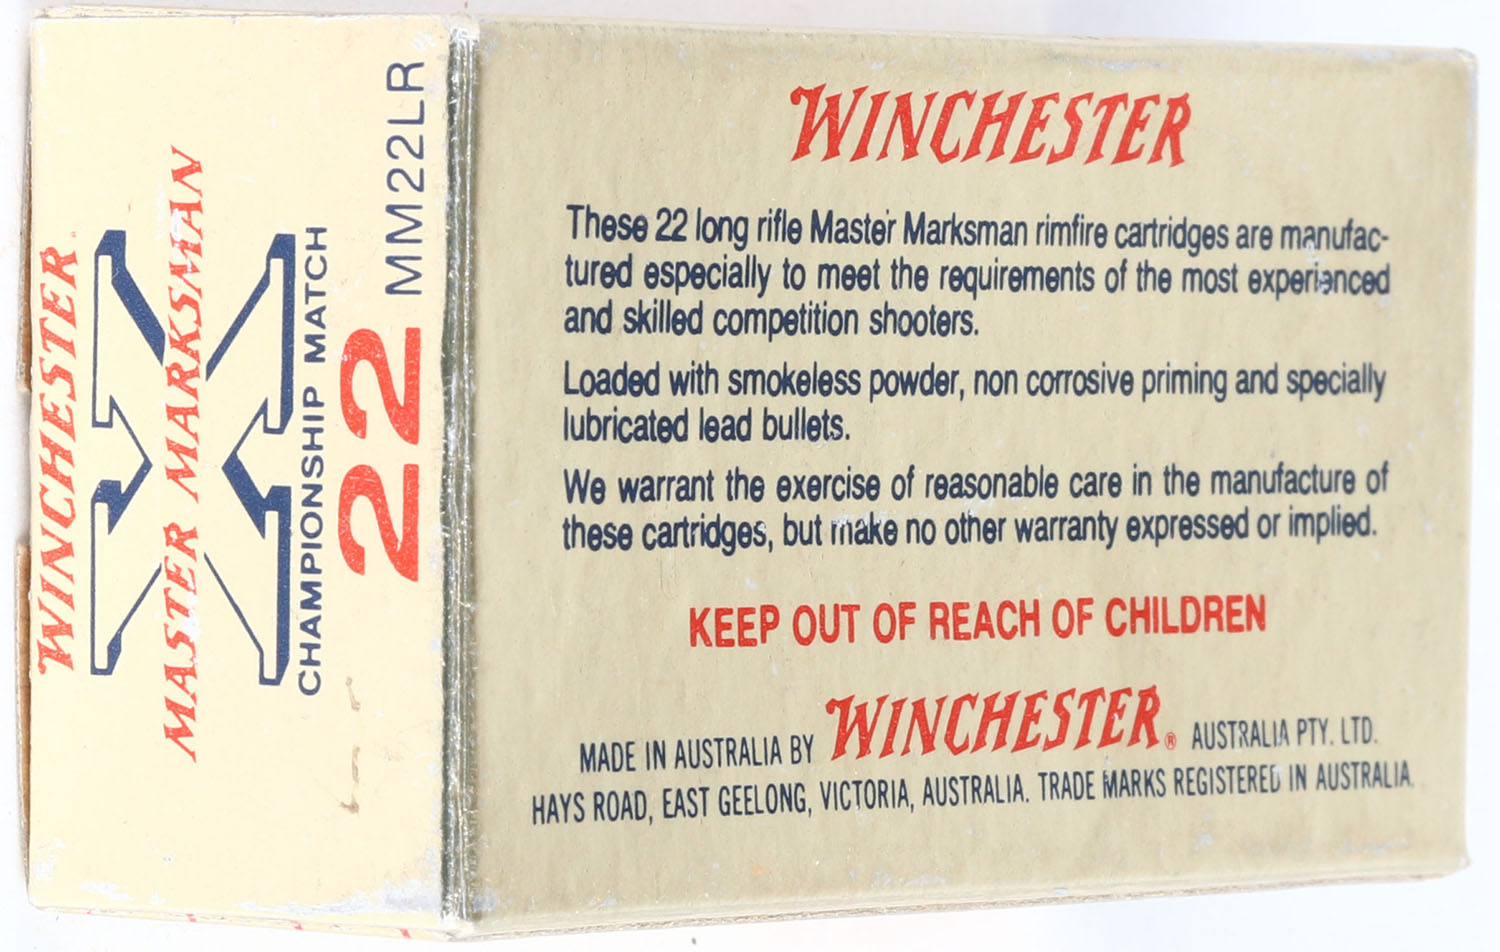 WINCHESTER
MASTER MARKSMAN
X
CHAMPIONSHIP MATCH
22 MM22LR
WINCHESTER
These 22 long rifle Master Marksman rimfire cartridges are manufac-
tured especially to meet the requirements of the most experienced
and skilled competition shooters.
Loaded with smokeless powder, non corrosive priming and specially
lubricated lead bullets.
We warrant the exercise of reasonable care in the manufacture of
these cartridges, but make no other warranty expressed or implied.
KEEP OUT OF REACH OF CHILDREN
MADE IN AUSTRALIA BY WINCHESTER® AUSTRALIA PTY. LTD.
HAYS ROAD, EAST GEELONG, VICTORIA, AUSTRALIA. TRADE MARKS REGISTERED IN AUSTRALIA.